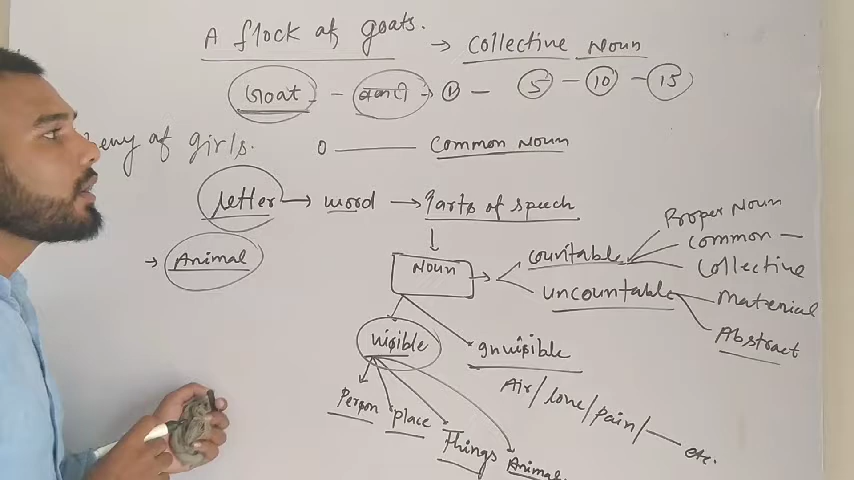 A flock of goats. → collective Noun
Goat - बकरी → 1 - 5 - 10 - 15
of girls. 0 — Common Noun
Letter → word → Parts of speech
→ Animal
Noun → countable
Proper Noun
Common —
Collective
uncountable
Material
Abstract
visible
Person
place
Things
Animal
Air / love / pain / — etc.